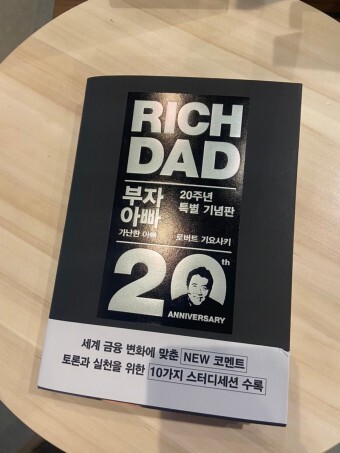 RICH
DAD
부자
아빠
20주년
특별 기념판
가난한 아빠
로버트 기요사키
20th
ANNIVERSARY
세계 금융 변화에 맞춘 NEW 코멘트
토론과 실천을 위한 10가지 스터디세션 수록